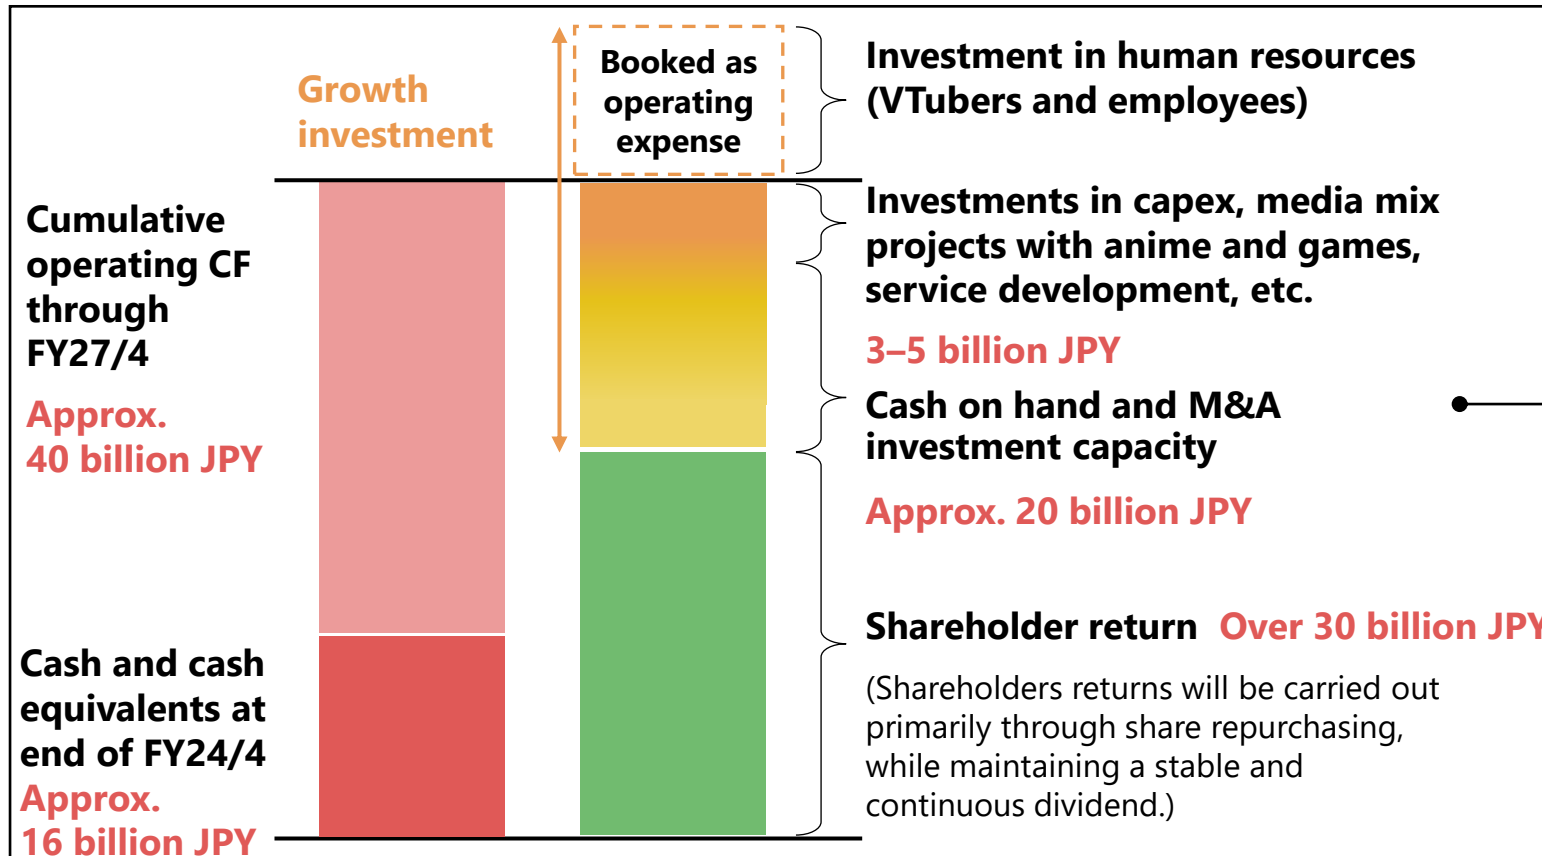 Growth
investment
Booked as
operating
expense
Investment in human resources
(VTubers and employees)
Cumulative
operating CF
through
FY27/4
Approx.
40 billion JPY
Investments in capex, media mix
projects with anime and games,
service development, etc.
3–5 billion JPY
Cash on hand and M&A
investment capacity
Approx. 20 billion JPY
Cash and cash
equivalents at
end of FY24/4
Approx.
16 billion JPY
Shareholder return Over 30 billion JPY
(Shareholders returns will be carried out
primarily through share repurchasing,
while maintaining a stable and
continuous dividend.)